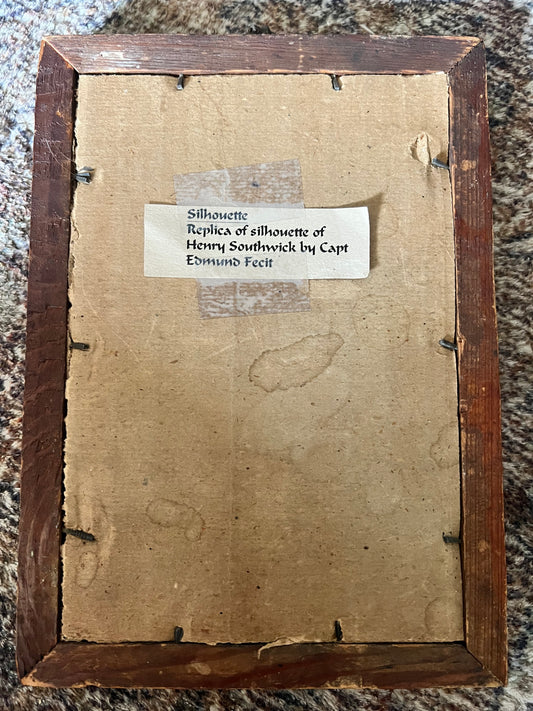 Silhouette
Replica of silhouette of
Henry Southwick by Capt
Edmund Fecit